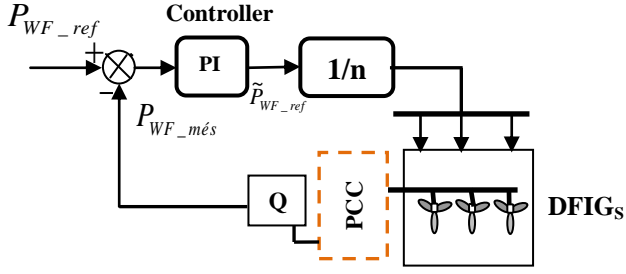 Controller
P_WF_ref
+
PI
1/n
P̃_WF_ref
−
P_WF_més
Q
PCC
DFIG_S